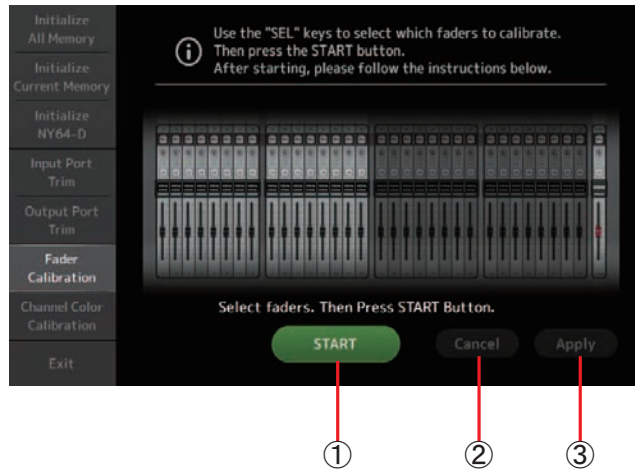 Initialize
All Memory
Initialize
Current Memory
Initialize
NY64-D
Input Port
Trim
Output Port
Trim
Fader
Calibration
Channel Color
Calibration
Exit
Use the "SEL" keys to select which faders to calibrate.
Then press the START button.
After starting, please follow the instructions below.
Select faders. Then Press START Button.
START
Cancel
Apply
①
②
③